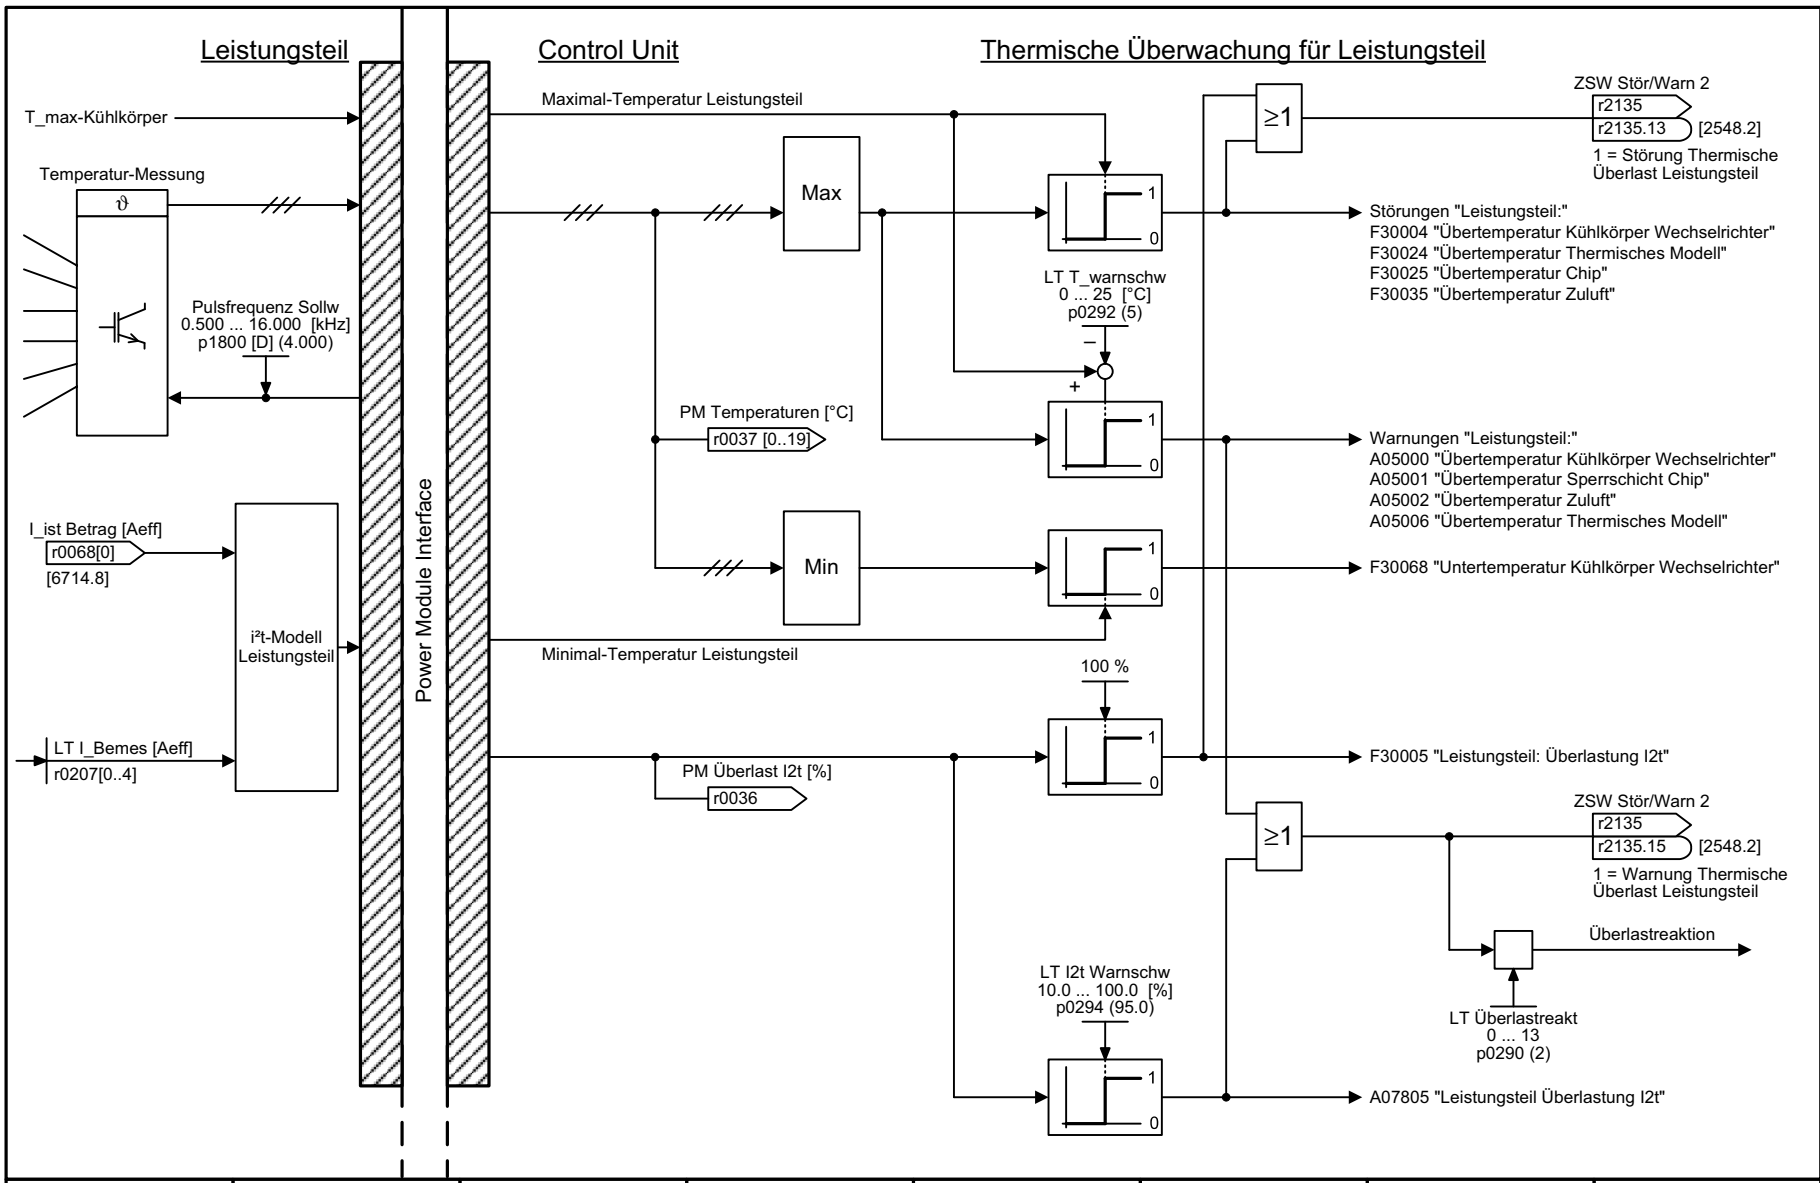 Leistungsteil
Control Unit
Thermische Überwachung für Leistungsteil
T_max-Kühlkörper
Temperatur-Messung
ϑ
Pulsfrequenz Sollw
0.500 ... 16.000 [kHz]
p1800 [D] (4.000)
I_ist Betrag [Aeff]
r0068[0]
[6714.8]
i²t-Modell
Leistungsteil
LT I_Bemes [Aeff]
r0207[0..4]
Power Module Interface
Maximal-Temperatur Leistungsteil
Max
PM Temperaturen [°C]
r0037 [0..19]
Min
Minimal-Temperatur Leistungsteil
PM Überlast I2t [%]
r0036
1
0
LT T_warnschw
0 ... 25 [°C]
p0292 (5)
–
+
1
0
1
0
100 %
1
0
LT I2t Warnschw
10.0 ... 100.0 [%]
p0294 (95.0)
1
0
≥1
ZSW Stör/Warn 2
r2135
r2135.13
[2548.2]
1 = Störung Thermische
Überlast Leistungsteil
Störungen "Leistungsteil:"
F30004 "Übertemperatur Kühlkörper Wechselrichter"
F30024 "Übertemperatur Thermisches Modell"
F30025 "Übertemperatur Chip"
F30035 "Übertemperatur Zuluft"
Warnungen "Leistungsteil:"
A05000 "Übertemperatur Kühlkörper Wechselrichter"
A05001 "Übertemperatur Sperrschicht Chip"
A05002 "Übertemperatur Zuluft"
A05006 "Übertemperatur Thermisches Modell"
F30068 "Untertemperatur Kühlkörper Wechselrichter"
F30005 "Leistungsteil: Überlastung I2t"
≥1
ZSW Stör/Warn 2
r2135
r2135.15
[2548.2]
1 = Warnung Thermische
Überlast Leistungsteil
Überlastreaktion
LT Überlastreakt
0 ... 13
p0290 (2)
A07805 "Leistungsteil Überlastung I2t"